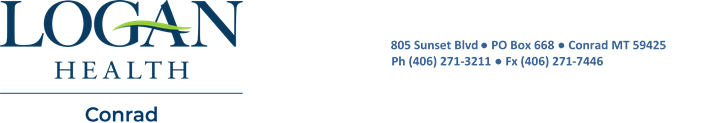 LOGAN
HEALTH
Conrad
805 Sunset Blvd ● PO Box 668 ● Conrad MT 59425
Ph (406) 271-3211 ● Fx (406) 271-7446